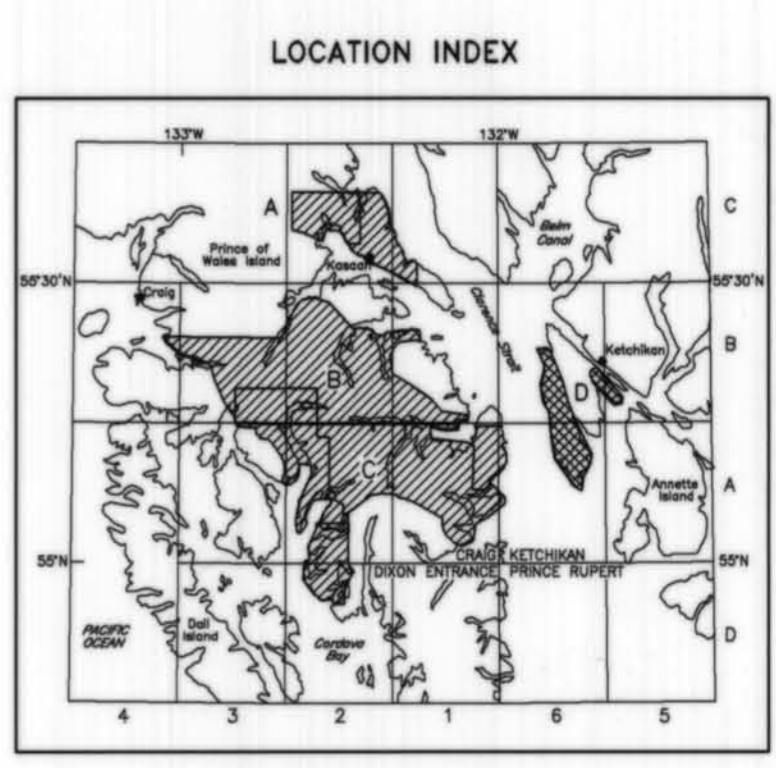 LOCATION INDEX
133°W 132°W
A C
Behm
Canal
Prince of
Wales Island
Kasaan
55°30'N 55°30'N
Craig
Clarence Strait
B
Ketchikan
B D
C A
Annette
Island
CRAIG KETCHIKAN
55°N 55°N
DIXON ENTRANCE PRINCE RUPERT
PACIFIC
OCEAN
Dall
Island
Cordova
Bay
D
4 3 2 1 6 5